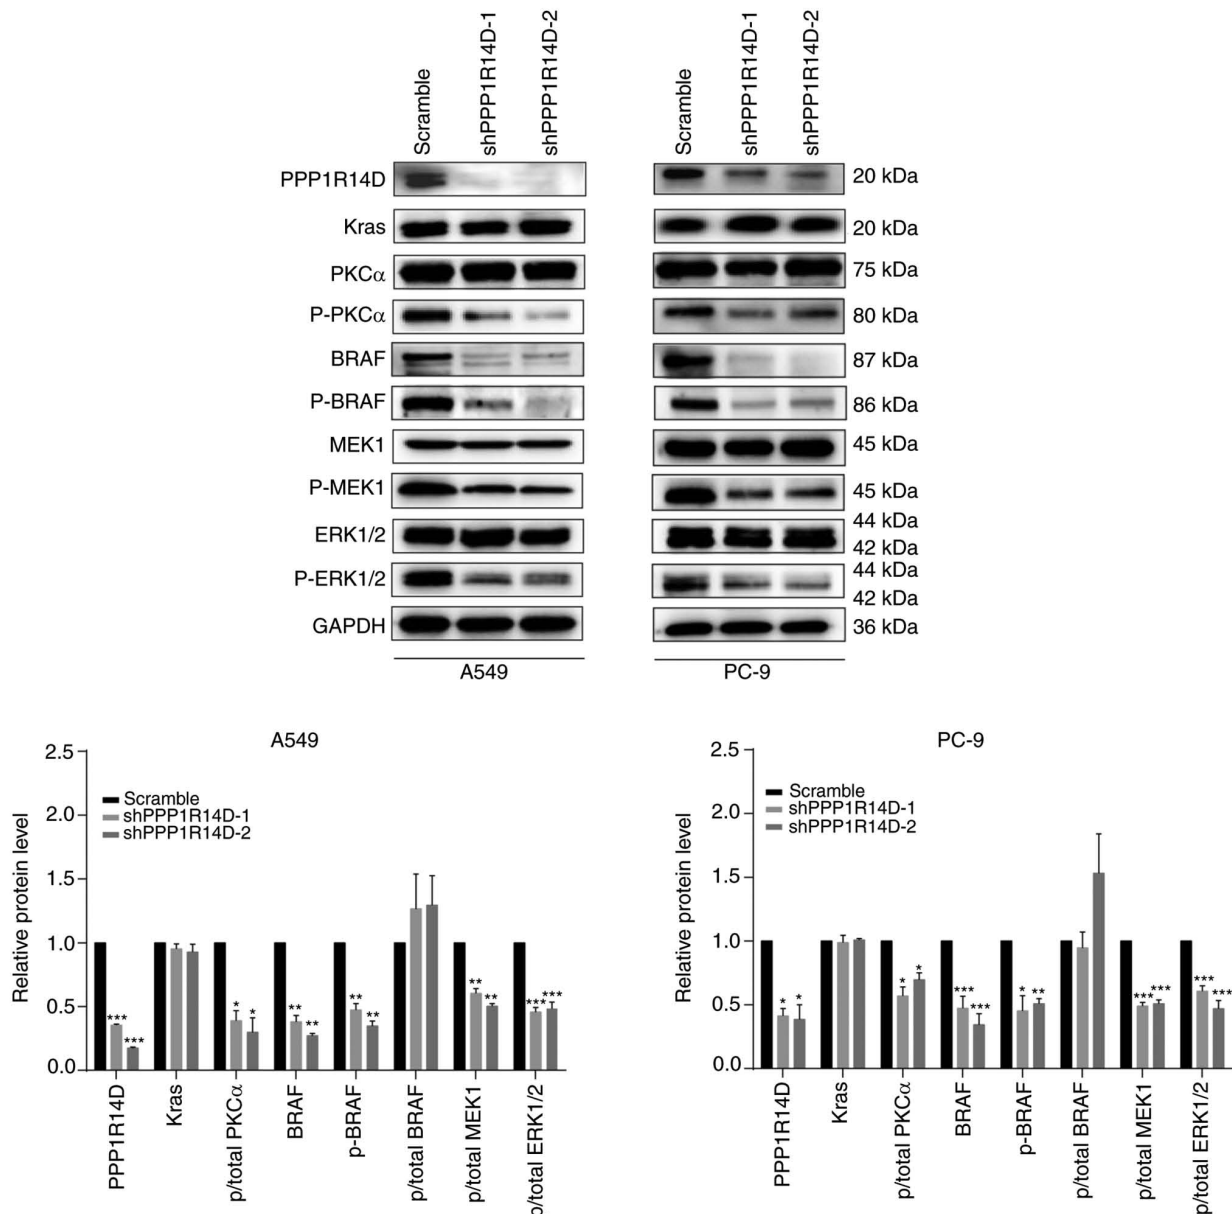 Scramble
shPPP1R14D-1
shPPP1R14D-2
Scramble
shPPP1R14D-1
shPPP1R14D-2
PPP1R14D
20 kDa
Kras
20 kDa
PKCα
75 kDa
P-PKCα
80 kDa
BRAF
87 kDa
P-BRAF
86 kDa
MEK1
45 kDa
P-MEK1
45 kDa
ERK1/2
44 kDa
42 kDa
P-ERK1/2
44 kDa
42 kDa
GAPDH
36 kDa
A549
PC-9
A549
Relative protein level
2.5
2.0
1.5
1.0
0.5
0.0
Scramble
shPPP1R14D-1
shPPP1R14D-2
***
***
*
*
**
**
**
**
**
**
***
***
PPP1R14D
Kras
p/total PKCα
BRAF
p-BRAF
p/total BRAF
p/total MEK1
p/total ERK1/2
PC-9
Relative protein level
2.5
2.0
1.5
1.0
0.5
0.0
Scramble
shPPP1R14D-1
shPPP1R14D-2
*
*
*
*
***
***
*
**
***
***
***
***
PPP1R14D
Kras
p/total PKCα
BRAF
p-BRAF
p/total BRAF
p/total MEK1
p/total ERK1/2